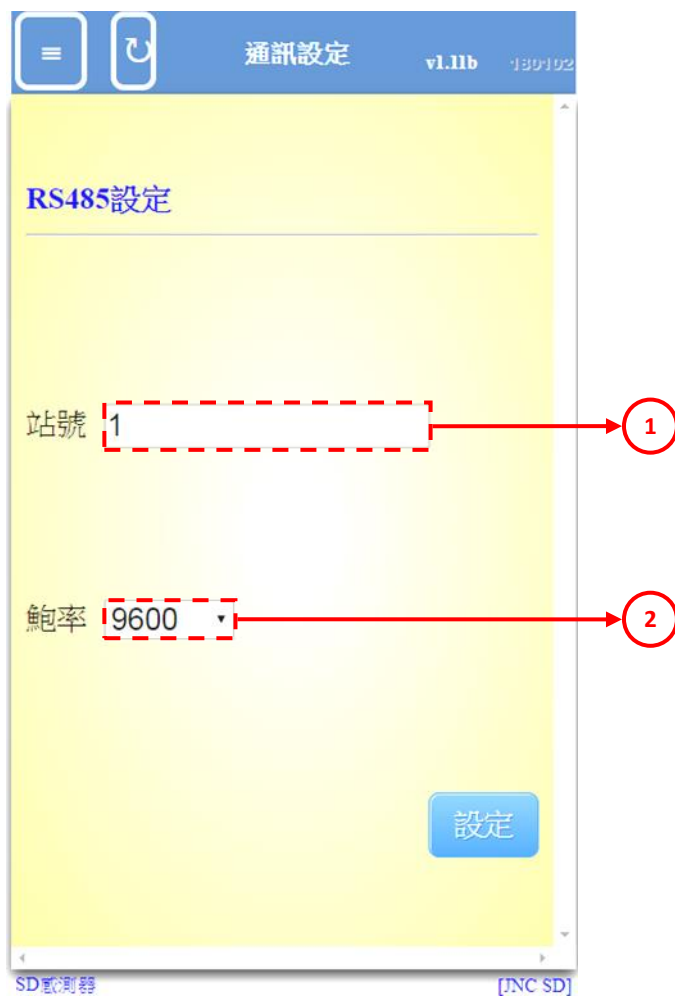 ≡ ↻ 通訊設定 v1.11b 180102
RS485設定
站號 1 1
鮑率 9600 2
設定
SD感測器 [JNC SD]